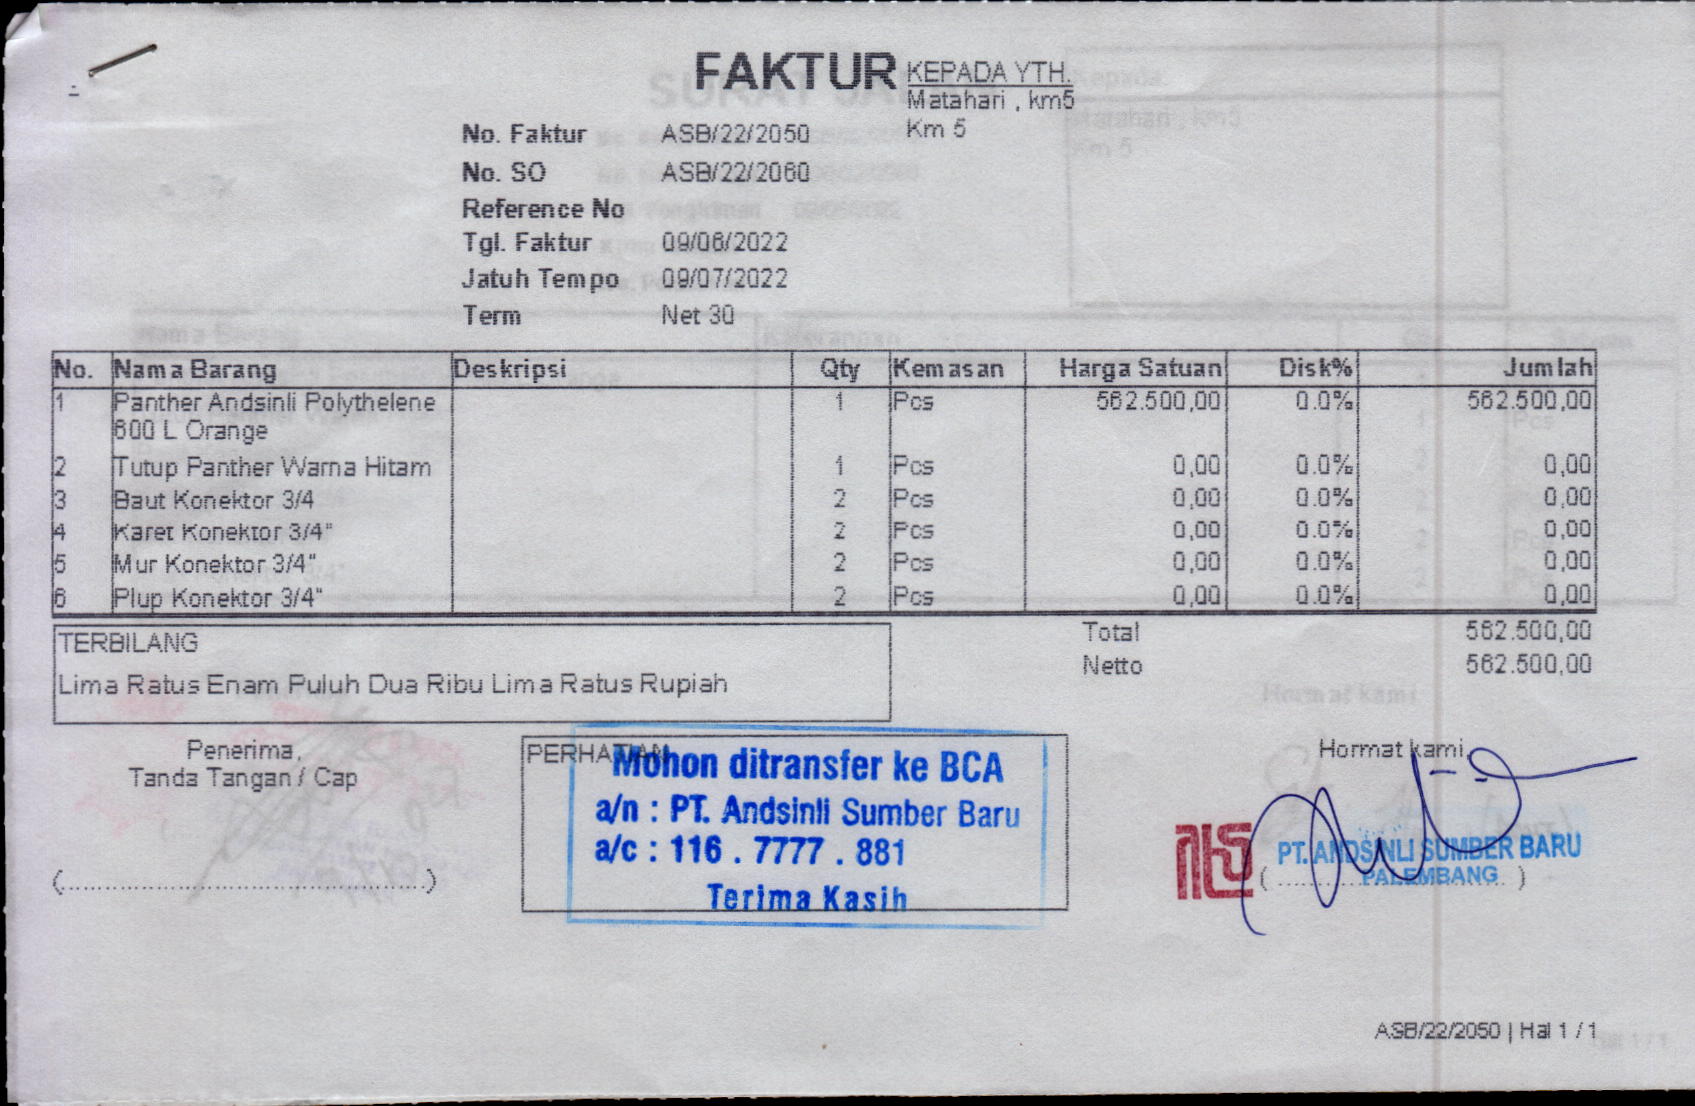 FAKTUR
KEPADA YTH.
Matahari , km5
Km 5
No. Faktur ASB/22/2050
No. SO ASB/22/2060
Reference No
Tgl. Faktur 09/06/2022
Jatuh Tempo 09/07/2022
Term Net 30
No. Nama Barang Deskripsi Qty Kemasan Harga Satuan Disk% Jumlah
1 Panther Andsinli Polythelene 1 Pcs 562.500,00 0.0% 562.500,00
600 L Orange
2 Tutup Panther Warna Hitam 1 Pcs 0,00 0.0% 0,00
3 Baut Konektor 3/4 2 Pcs 0,00 0.0% 0,00
4 Karet Konektor 3/4" 2 Pcs 0,00 0.0% 0,00
5 Mur Konektor 3/4" 2 Pcs 0,00 0.0% 0,00
6 Plup Konektor 3/4" 2 Pcs 0,00 0.0% 0,00
Total 562.500,00
Netto 562.500,00
TERBILANG
Lima Ratus Enam Puluh Dua Ribu Lima Ratus Rupiah
Penerima,
Tanda Tangan / Cap
(.....................................................)
PERHATIAN
Mohon ditransfer ke BCA
a/n : PT. Andsinli Sumber Baru
a/c : 116 . 7777 . 881
Terima Kasih
Hormat kami,
PT. ANDSINLI SUMBER BARU
PALEMBANG
ASB/22/2050 | Hal 1 / 1